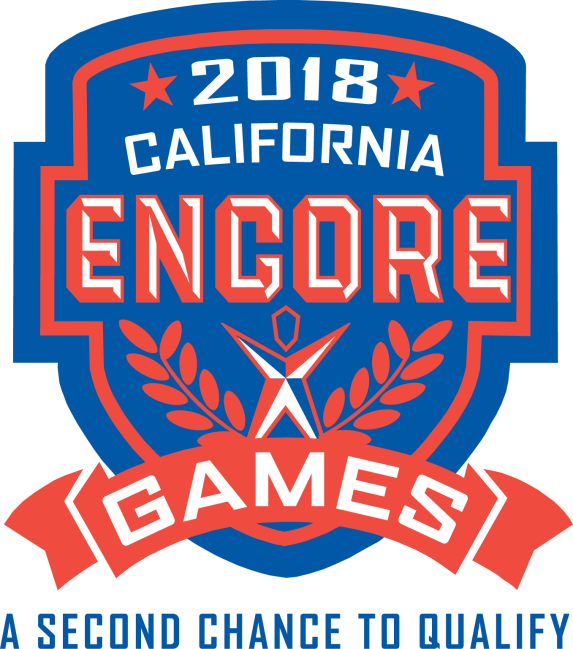 2018
CALIFORNIA
ENCORE
GAMES
A SECOND CHANCE TO QUALIFY